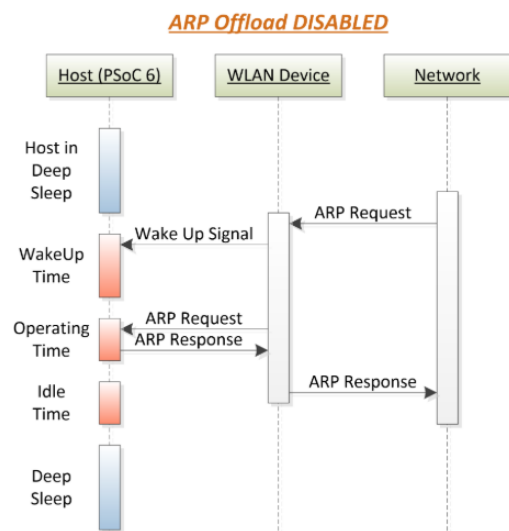 ARP Offload DISABLED
Host (PSoC 6)
WLAN Device
Network
Host in
Deep
Sleep
ARP Request
Wake Up Signal
WakeUp
Time
ARP Request
Operating
Time
ARP Response
ARP Response
Idle
Time
Deep
Sleep